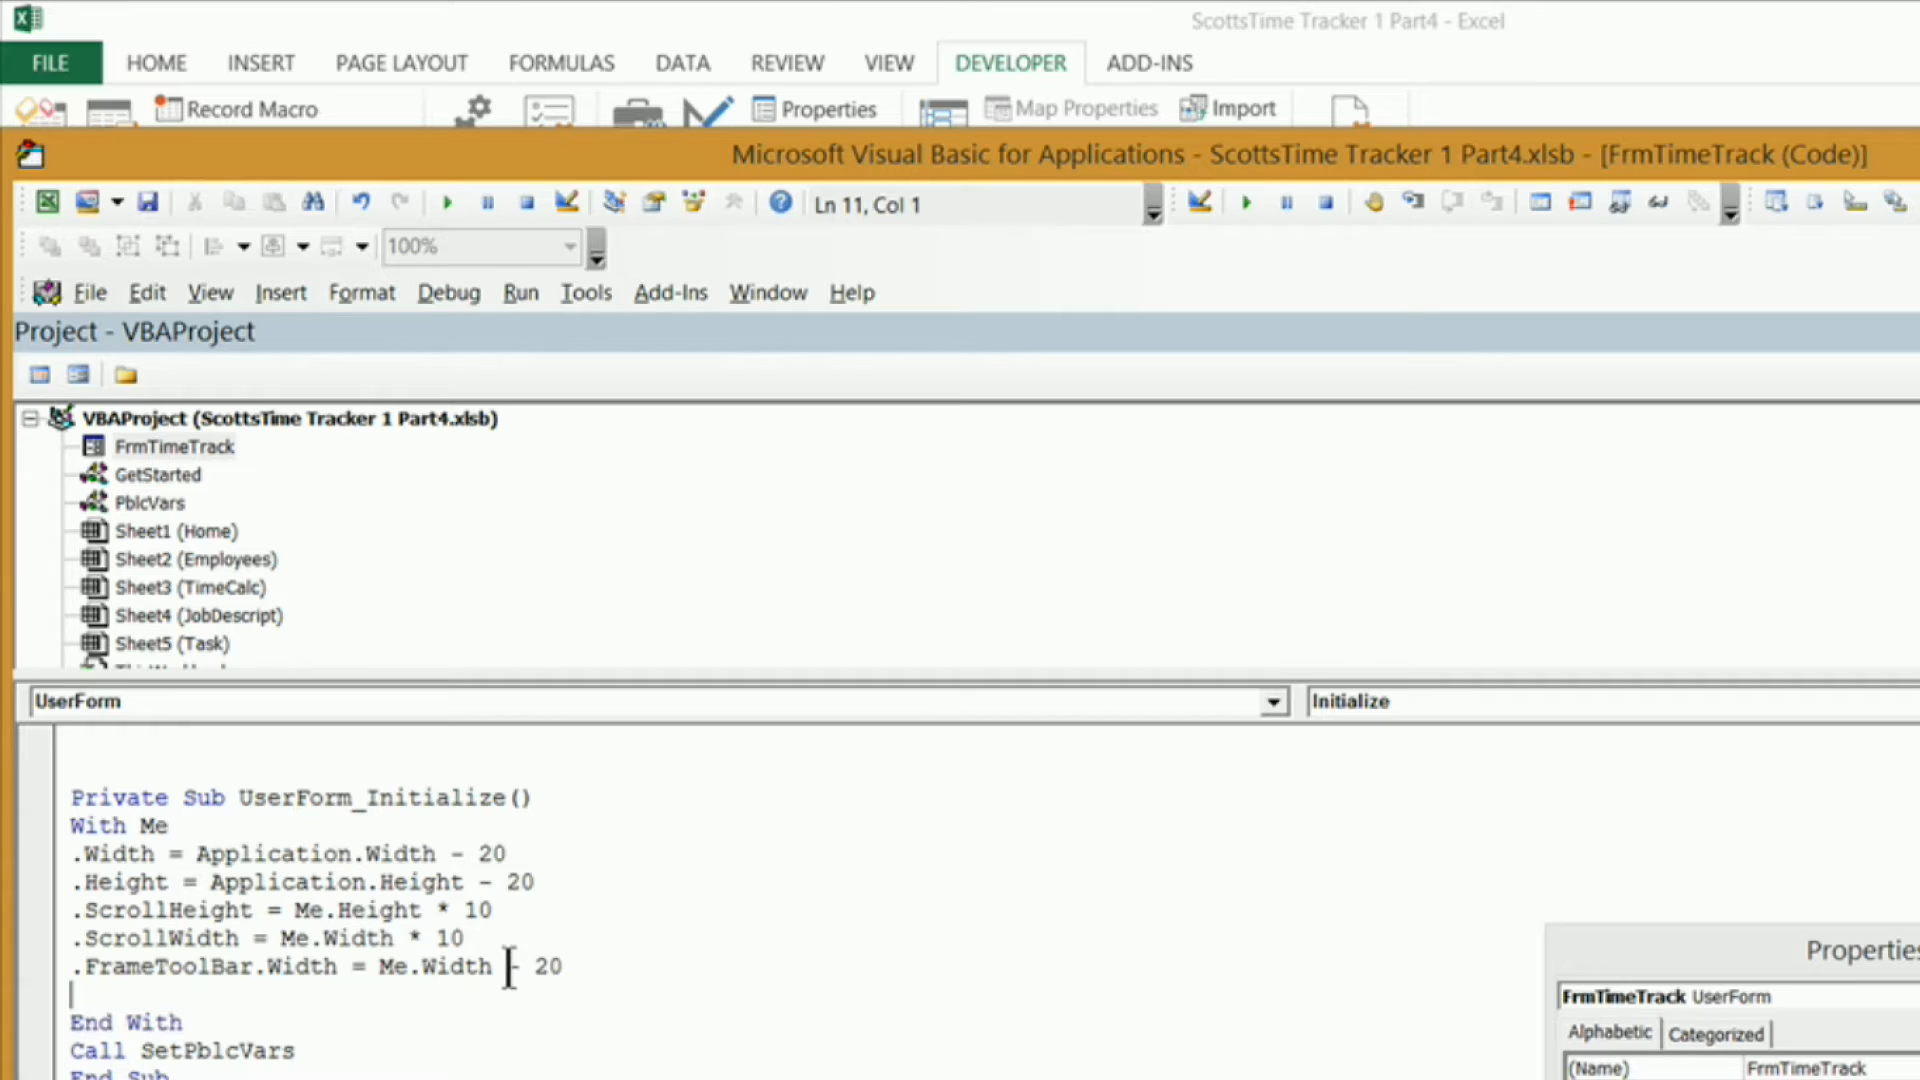 ScottsTime Tracker 1 Part4 - Excel
FILE HOME INSERT PAGE LAYOUT FORMULAS DATA REVIEW VIEW DEVELOPER ADD-INS
Record Macro Properties Map Properties Import
Microsoft Visual Basic for Applications - ScottsTime Tracker 1 Part4.xlsb - [FrmTimeTrack (Code)]
Ln 11, Col 1
100%
File Edit View Insert Format Debug Run Tools Add-Ins Window Help
Project - VBAProject
VBAProject (ScottsTime Tracker 1 Part4.xlsb)
FrmTimeTrack
GetStarted
PblcVars
Sheet1 (Home)
Sheet2 (Employees)
Sheet3 (TimeCalc)
Sheet4 (JobDescript)
Sheet5 (Task)
UserForm Initialize
Private Sub UserForm_Initialize()
With Me
.Width = Application.Width - 20
.Height = Application.Height - 20
.ScrollHeight = Me.Height * 10
.ScrollWidth = Me.Width * 10
.FrameToolBar.Width = Me.Width - 20
End With
Call SetPblcVars
End Sub
Properties
FrmTimeTrack UserForm
Alphabetic Categorized
(Name) FrmTimeTrack